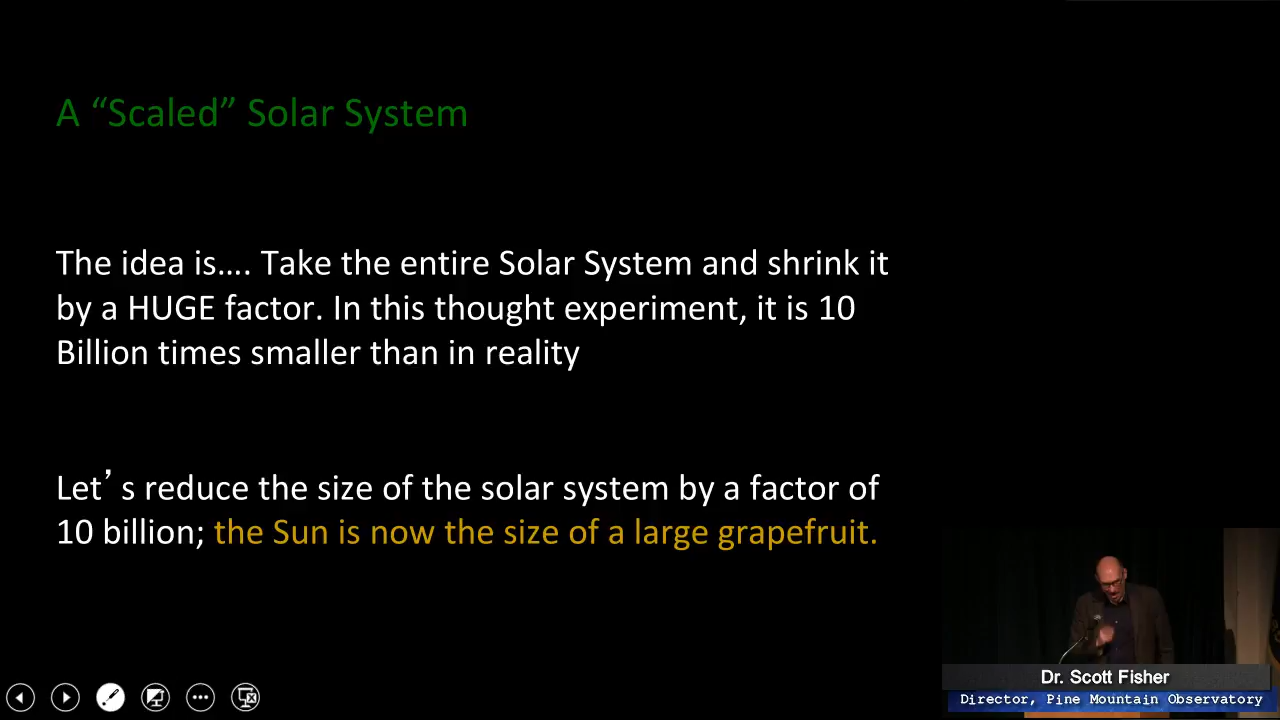 A “Scaled” Solar System
The idea is…. Take the entire Solar System and shrink it
by a HUGE factor. In this thought experiment, it is 10
Billion times smaller than in reality
Let’s reduce the size of the solar system by a factor of
10 billion; the Sun is now the size of a large grapefruit.
Dr. Scott Fisher
Director, Pine Mountain Observatory